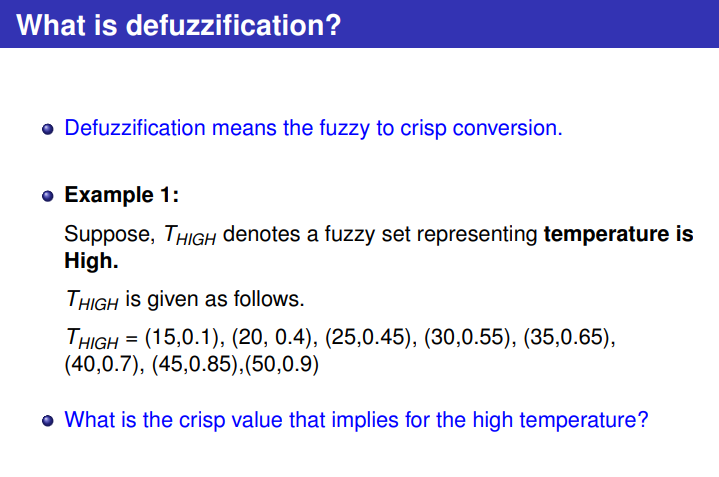 What is defuzzification?
Defuzzification means the fuzzy to crisp conversion.
Example 1:
Suppose, T_HIGH denotes a fuzzy set representing temperature is
High.
T_HIGH is given as follows.
T_HIGH = (15,0.1), (20, 0.4), (25,0.45), (30,0.55), (35,0.65),
(40,0.7), (45,0.85),(50,0.9)
What is the crisp value that implies for the high temperature?